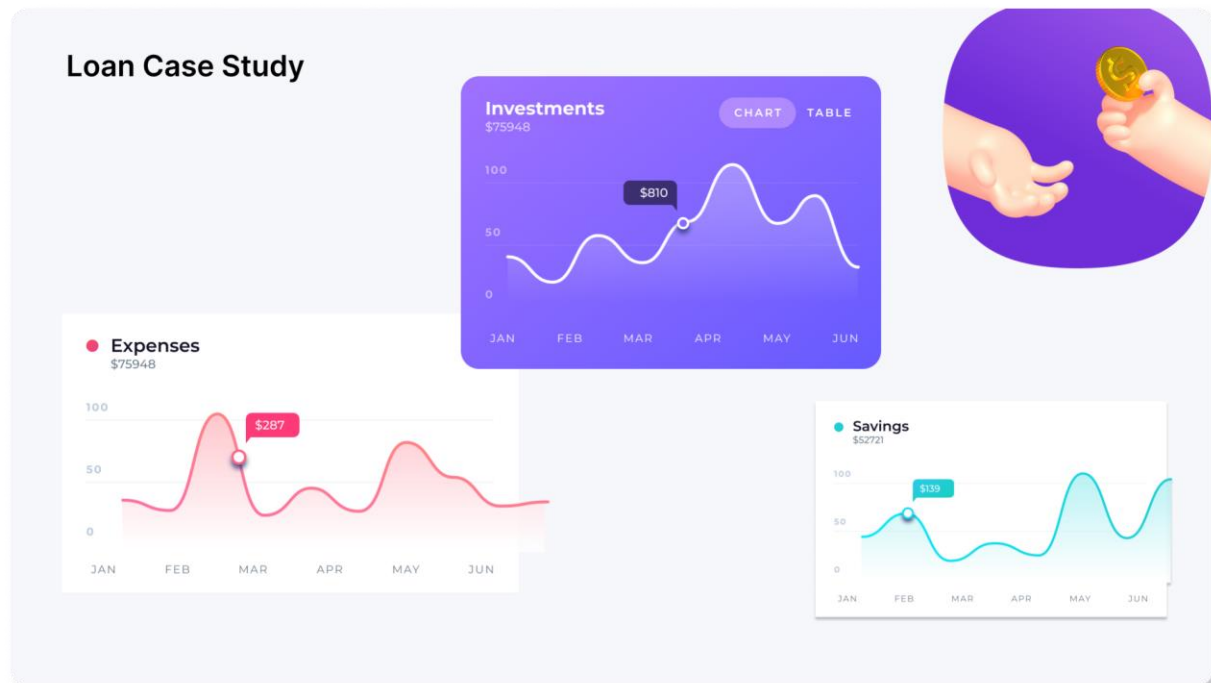 Loan Case Study
Investments
$75948
CHART TABLE
100
$810
50
0
JAN FEB MAR APR MAY JUN
Expenses
$75948
100
$287
50
0
JAN FEB MAR APR MAY JUN
Savings
$52721
100
$139
50
0
JAN FEB MAR APR MAY JUN